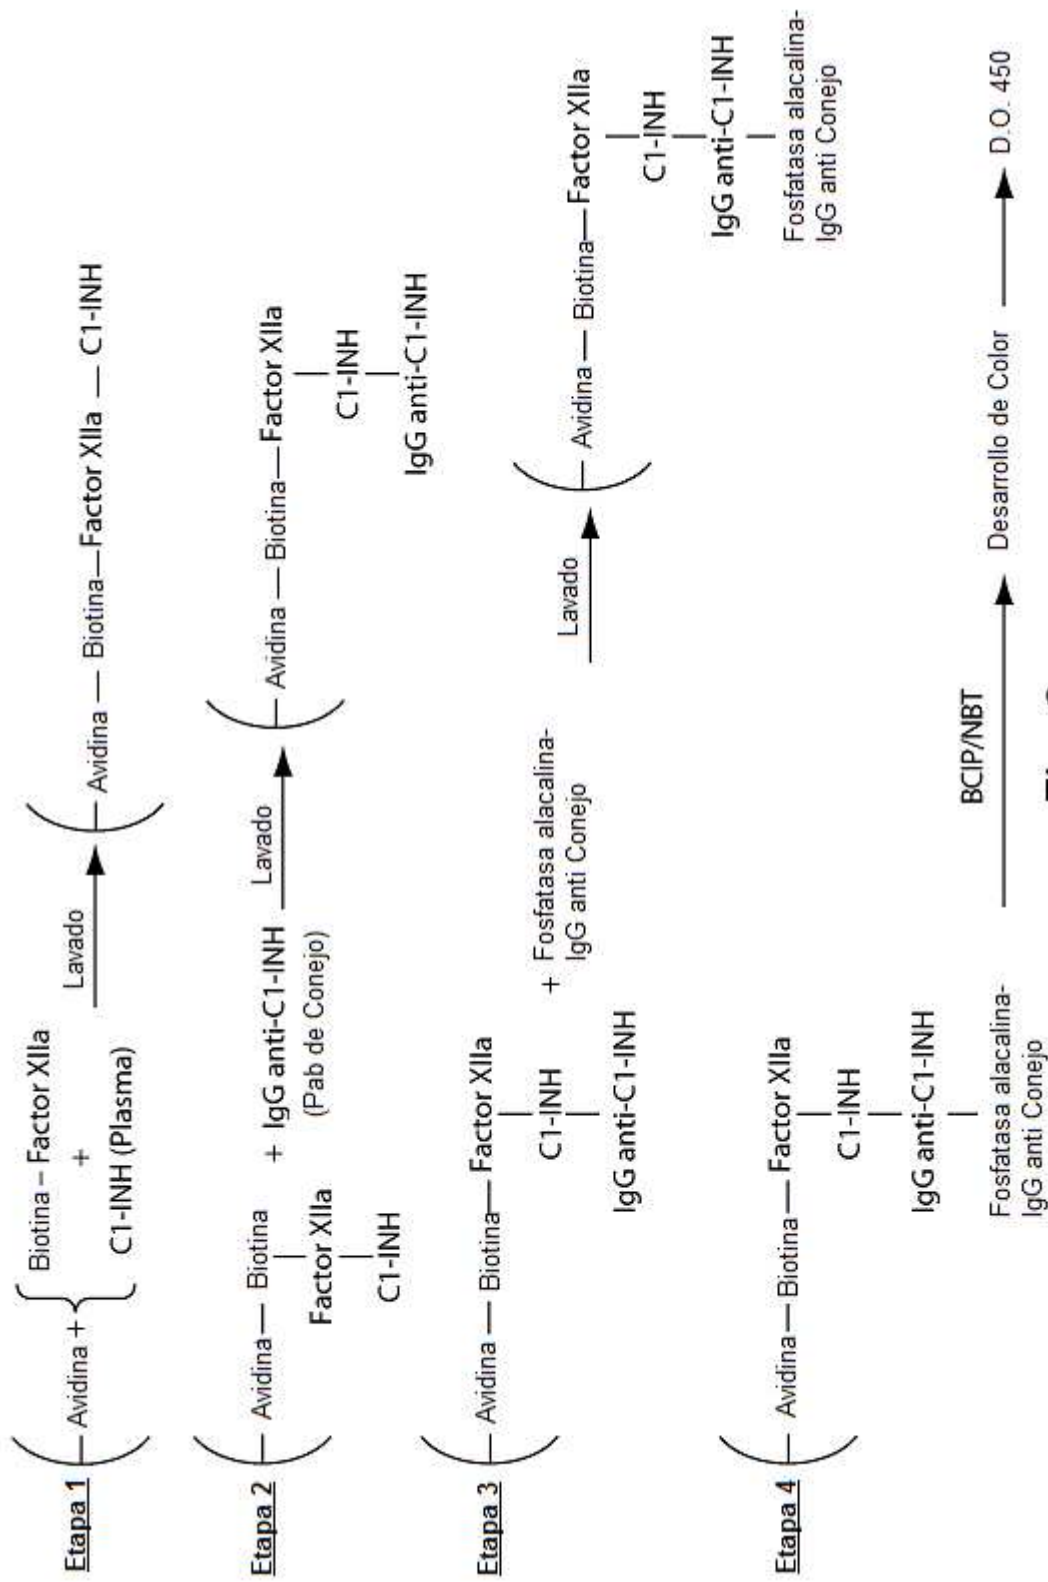 Etapa 1
Avidina +
Biotina – Factor XIIa
+
C1-INH (Plasma)
Lavado
Avidina — Biotina—Factor XIIa — C1-INH
Etapa 2
Avidina— Biotina
Factor XIIa
C1-INH
+ IgG anti-C1-INH
(Pab de Conejo)
Lavado
Avidina — Biotina—Factor XIIa
C1-INH
IgG anti-C1-INH
Etapa 3
Avidina — Biotina—Factor XIIa
C1-INH
IgG anti-C1-INH
+ Fosfatasa alacalina-
IgG anti Conejo
Lavado
Avidina — Biotina—Factor XIIa
C1-INH
IgG anti-C1-INH
Fosfatasa alacalina-
IgG anti Conejo
Etapa 4
Avidina— Biotina— Factor XIIa
C1-INH
IgG anti-C1-INH
Fosfatasa alacalina-
IgG anti Conejo
BCIP/NBT
Desarrollo de Color
D.O. 450